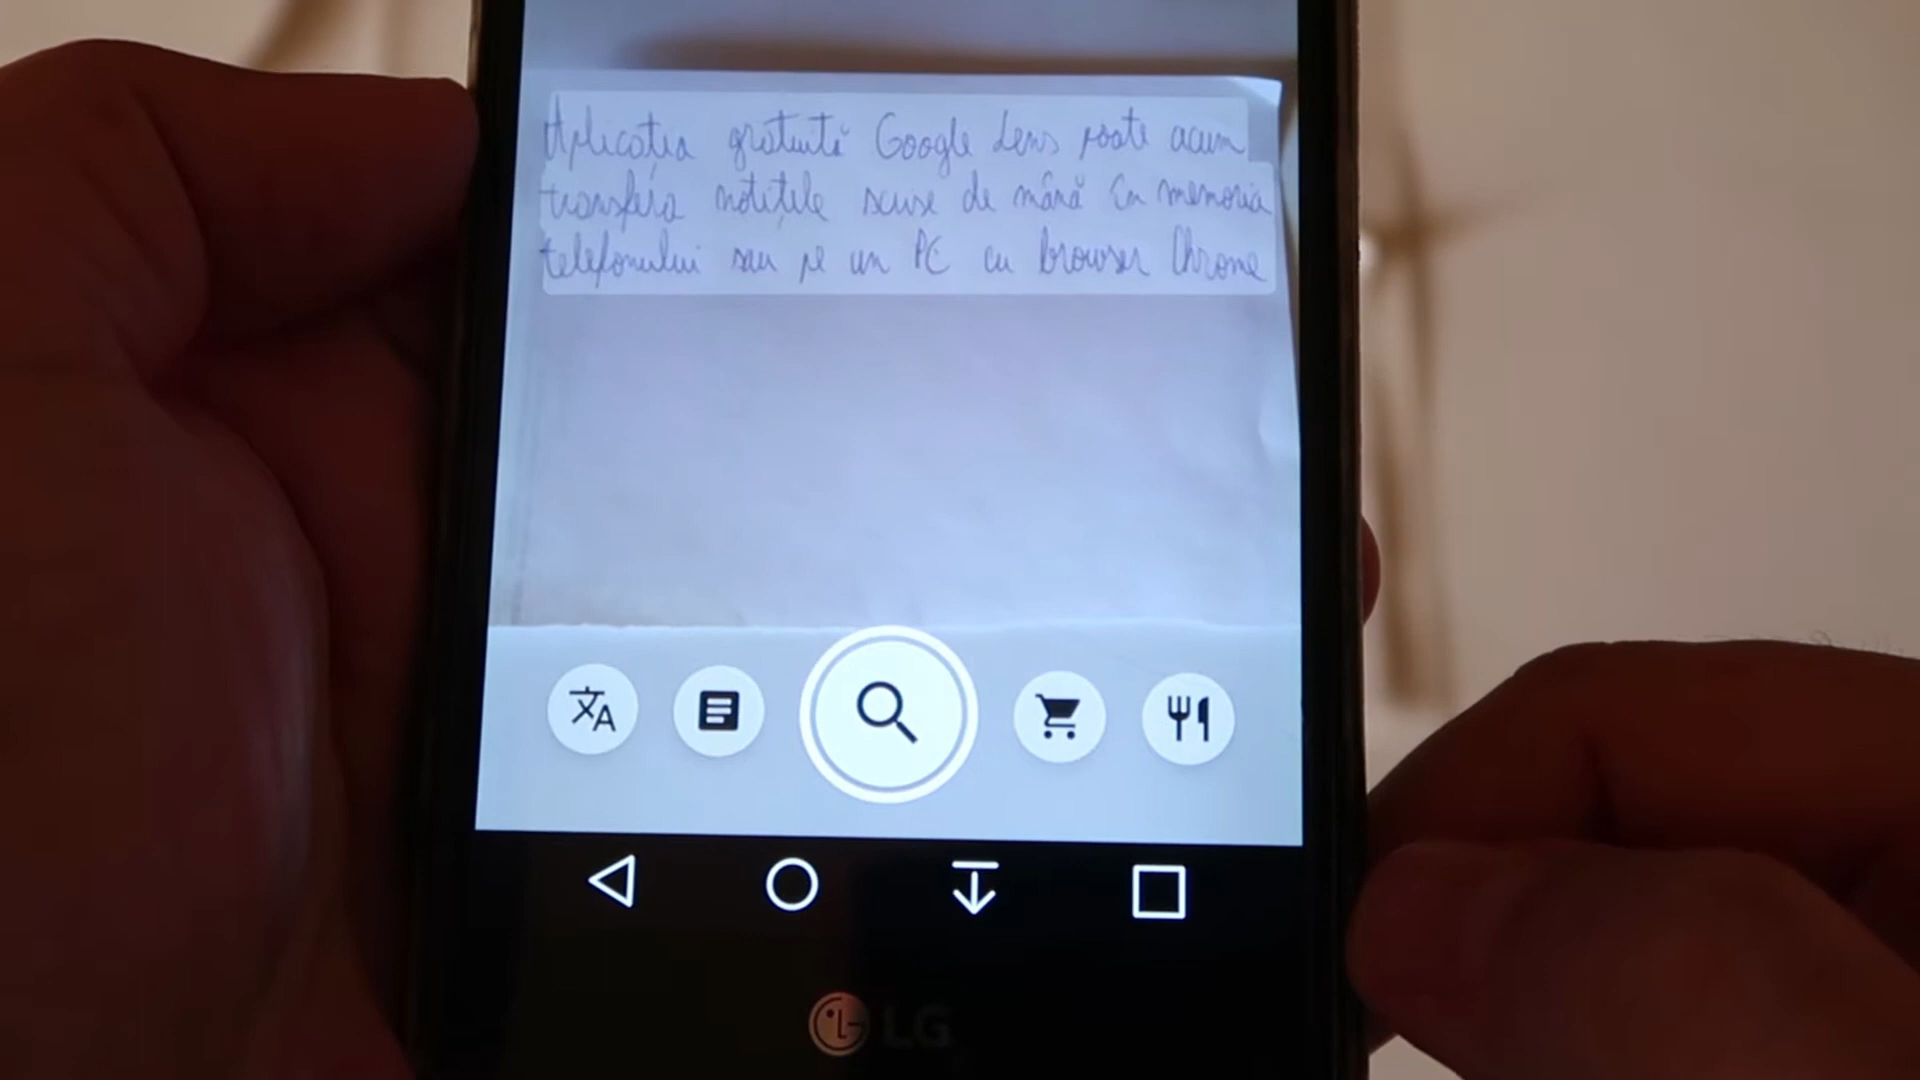 Aplicația gratuită Google Lens poate acum
transfera notițele scrise de mână în memoria
telefonului sau pe un PC cu browser Chrome
LG